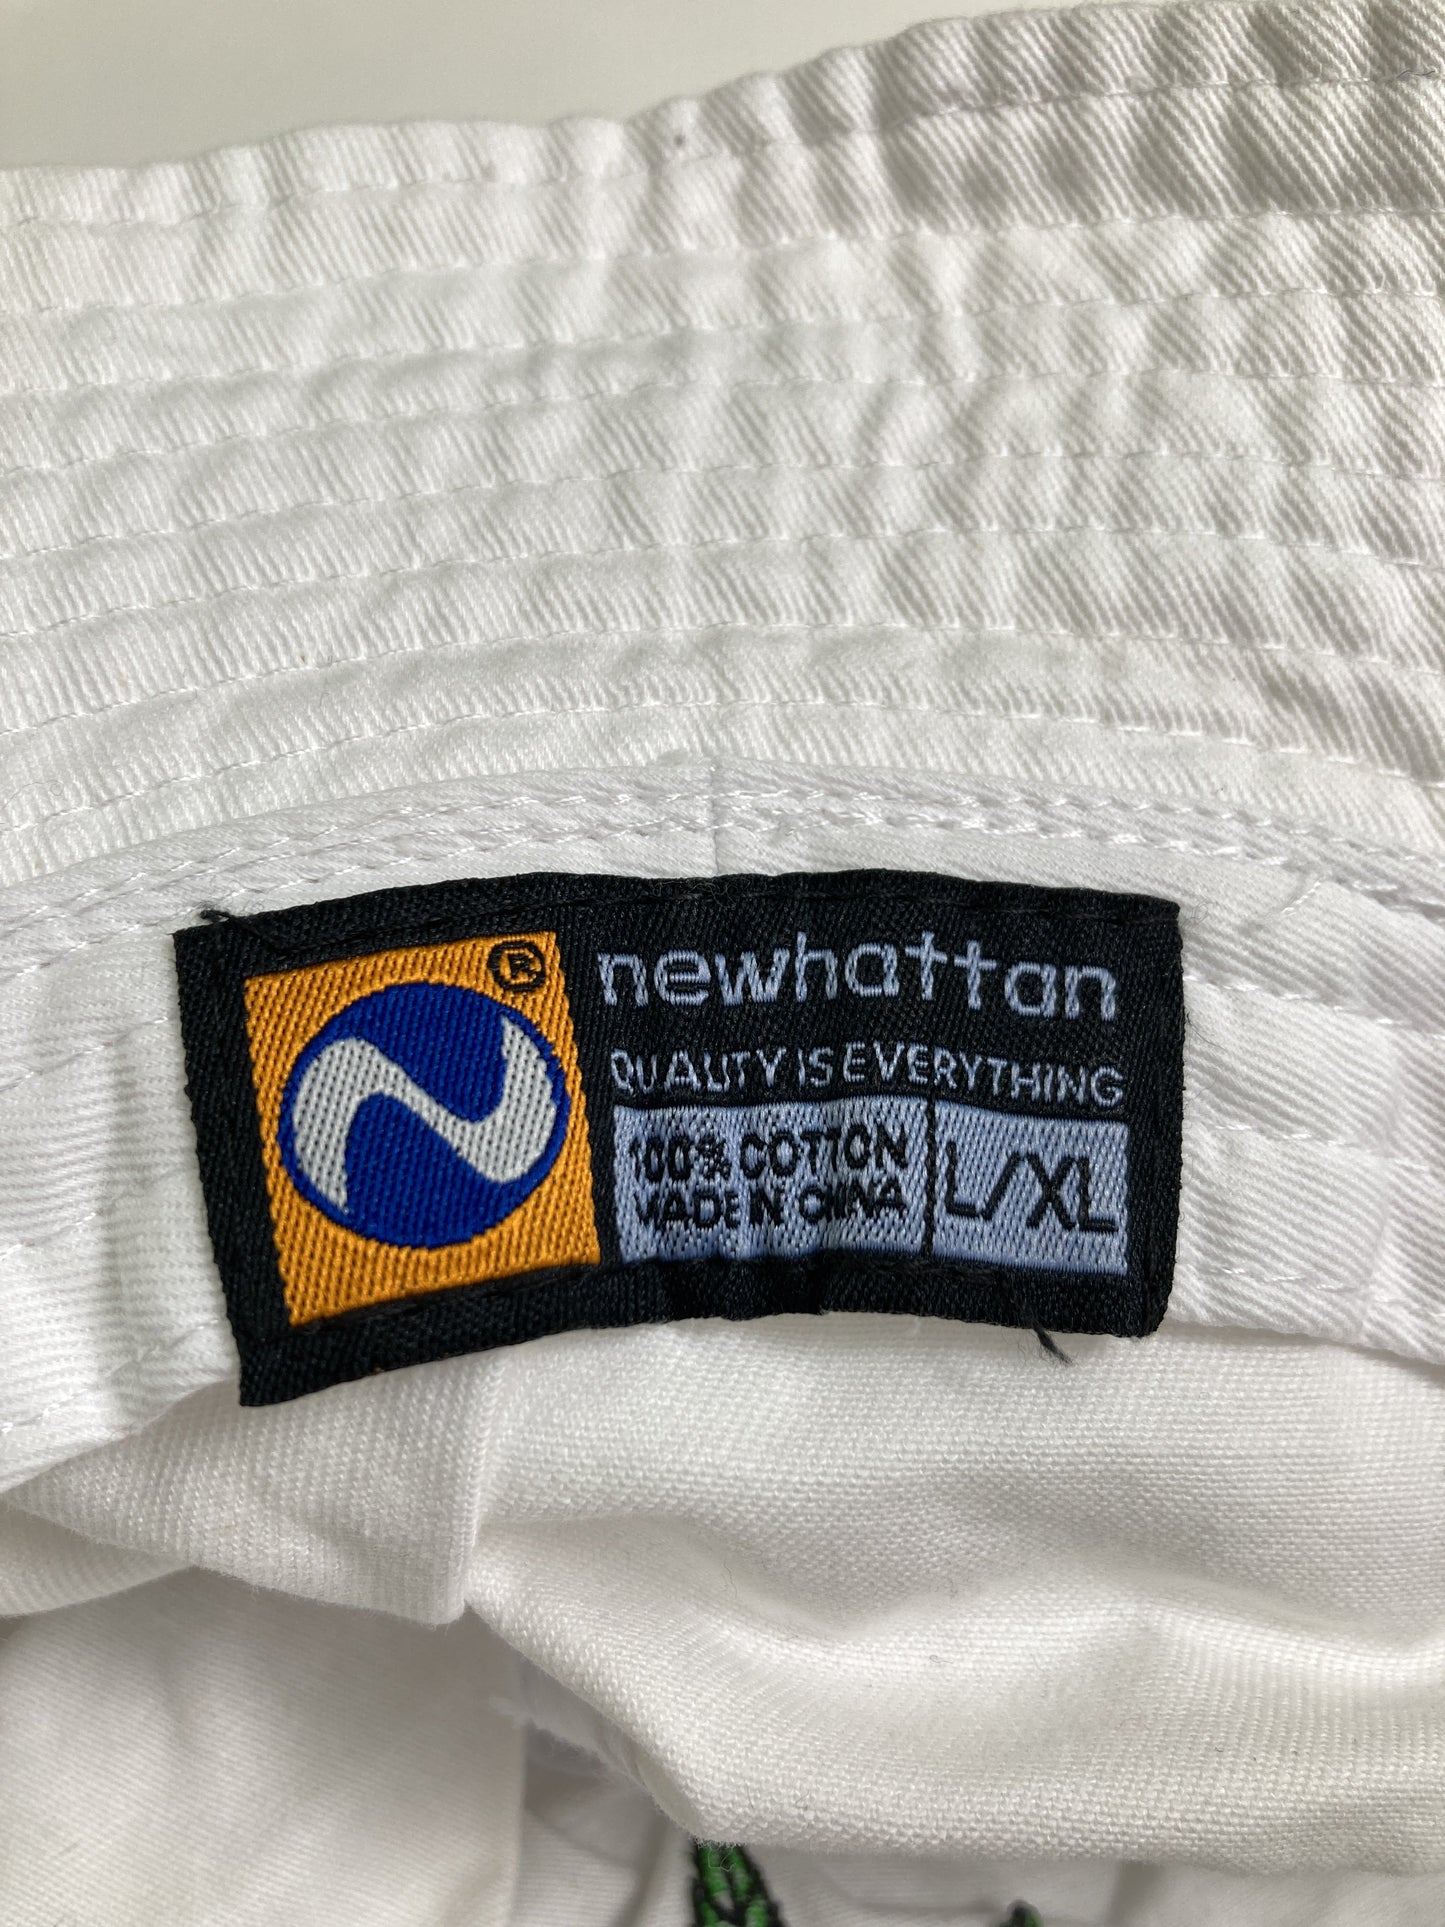 ®
newhattan
QUALITY IS EVERYTHING
100% COTTON
MADE IN CHINA
L/XL